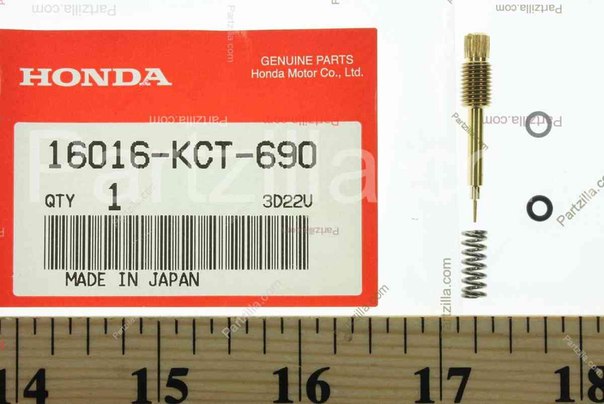 HONDA
GENUINE PARTS
Honda Motor Co., Ltd.
16016-KCT-690
QTY 1 3D22U
MADE IN JAPAN
Partzilla.com
14 15 16 17 18